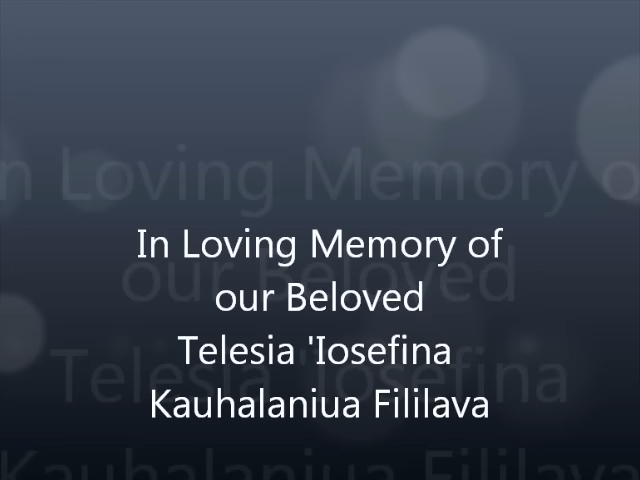 In Loving Memory of
our Beloved
Telesia 'Iosefina
Kauhalaniua Fililava